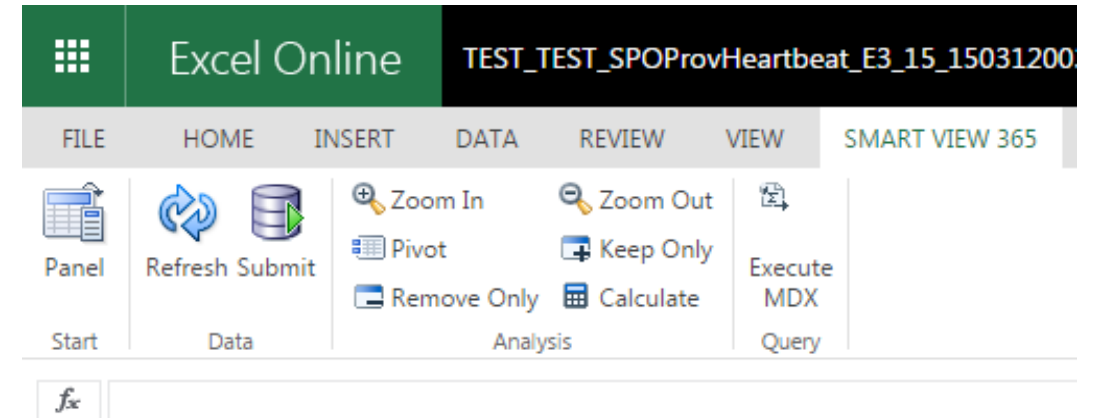 Excel Online TEST_TEST_SPOProvHeartbeat_E3_15_15031200
FILE HOME INSERT DATA REVIEW VIEW SMART VIEW 365
Zoom In Zoom Out
Pivot Keep Only
Panel Refresh Submit Execute
Remove Only Calculate MDX
Start Data Analysis Query
fx